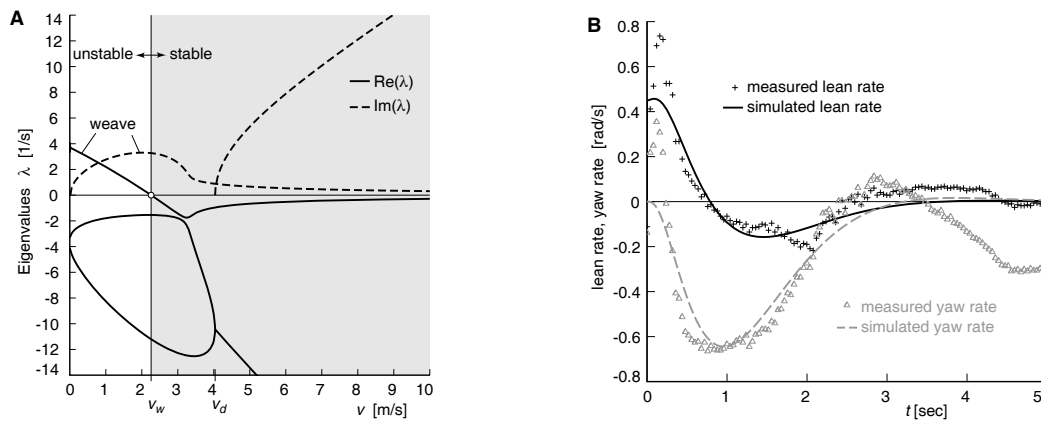 A
14
12
10
8
6
4
2
0
-2
-4
-6
-8
-10
-12
-14
Eigenvalues λ [1/s]
unstable
stable
Re(λ)
Im(λ)
weave
0 1 2 3 4 5 6 7 8 9 10
v_w v_d v [m/s]
B
0.8
0.6
0.4
0.2
0
-0.2
-0.4
-0.6
-0.8
lean rate, yaw rate [rad/s]
measured lean rate
simulated lean rate
measured yaw rate
simulated yaw rate
0 1 2 3 4 5
t [sec]